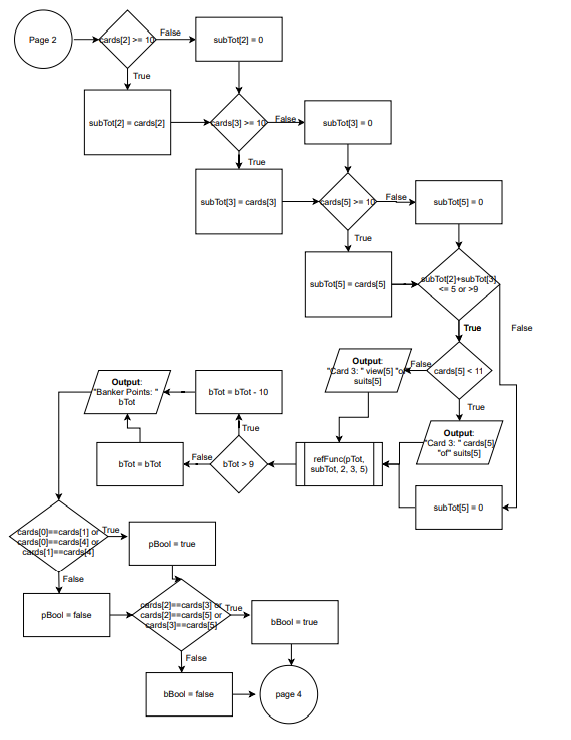 Page 2
cards[2] >= 10
False
subTot[2] = 0
True
subTot[2] = cards[2]
cards[3] >= 10
False
subTot[3] = 0
True
subTot[3] = cards[3]
cards[5] >= 10
False
subTot[5] = 0
True
subTot[5] = cards[5]
subTot[2]+subTot[3]
<= 5 or >9
False
True
cards[5] < 11
False
Output:
"Card 3: " view[5] "of"
suits[5]
True
Output:
"Card 3: " cards[5]
"of" suits[5]
subTot[5] = 0
refFunc(pTot,
subTot, 2, 3, 5)
bTot > 9
True
bTot = bTot - 10
False
bTot = bTot
Output:
"Banker Points: "
bTot
cards[0]==cards[1] or
cards[0]==cards[4] or
cards[1]==cards[4]
True
pBool = true
False
pBool = false
cards[2]==cards[3] or
cards[2]==cards[5] or
cards[3]==cards[5]
True
bBool = true
False
bBool = false
page 4